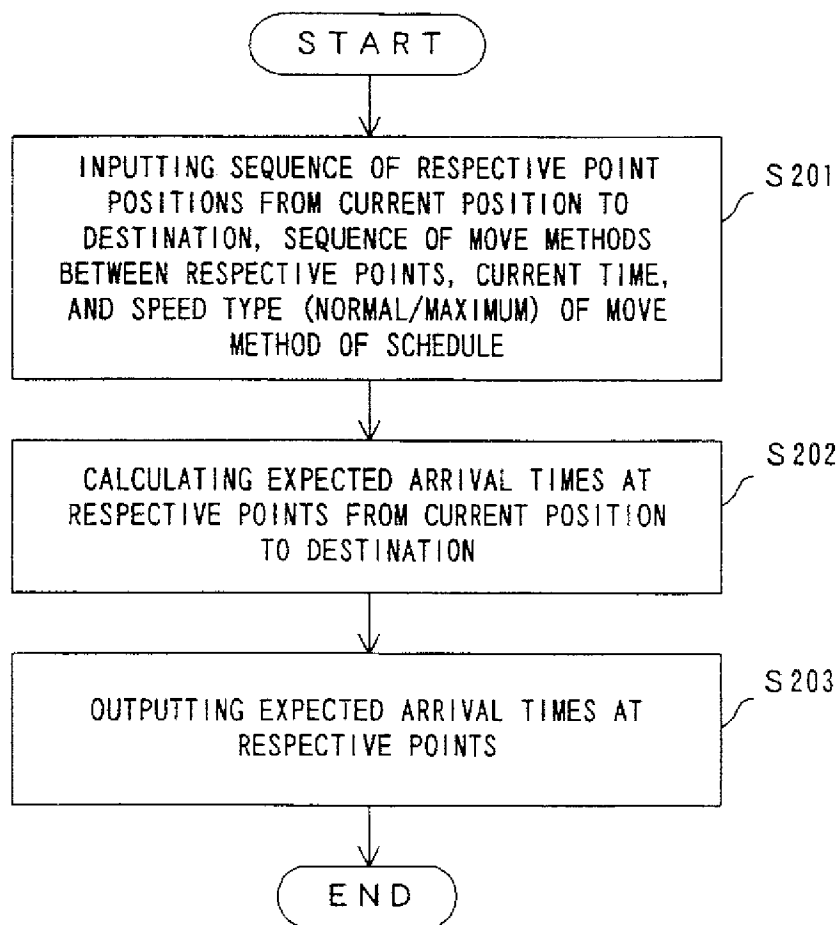 START
INPUTTING SEQUENCE OF RESPECTIVE POINT
POSITIONS FROM CURRENT POSITION TO
DESTINATION, SEQUENCE OF MOVE METHODS
BETWEEN RESPECTIVE POINTS, CURRENT TIME,
AND SPEED TYPE (NORMAL/MAXIMUM) OF MOVE
METHOD OF SCHEDULE
S201
CALCULATING EXPECTED ARRIVAL TIMES AT
RESPECTIVE POINTS FROM CURRENT POSITION
TO DESTINATION
S202
OUTPUTTING EXPECTED ARRIVAL TIMES AT
RESPECTIVE POINTS
S203
END